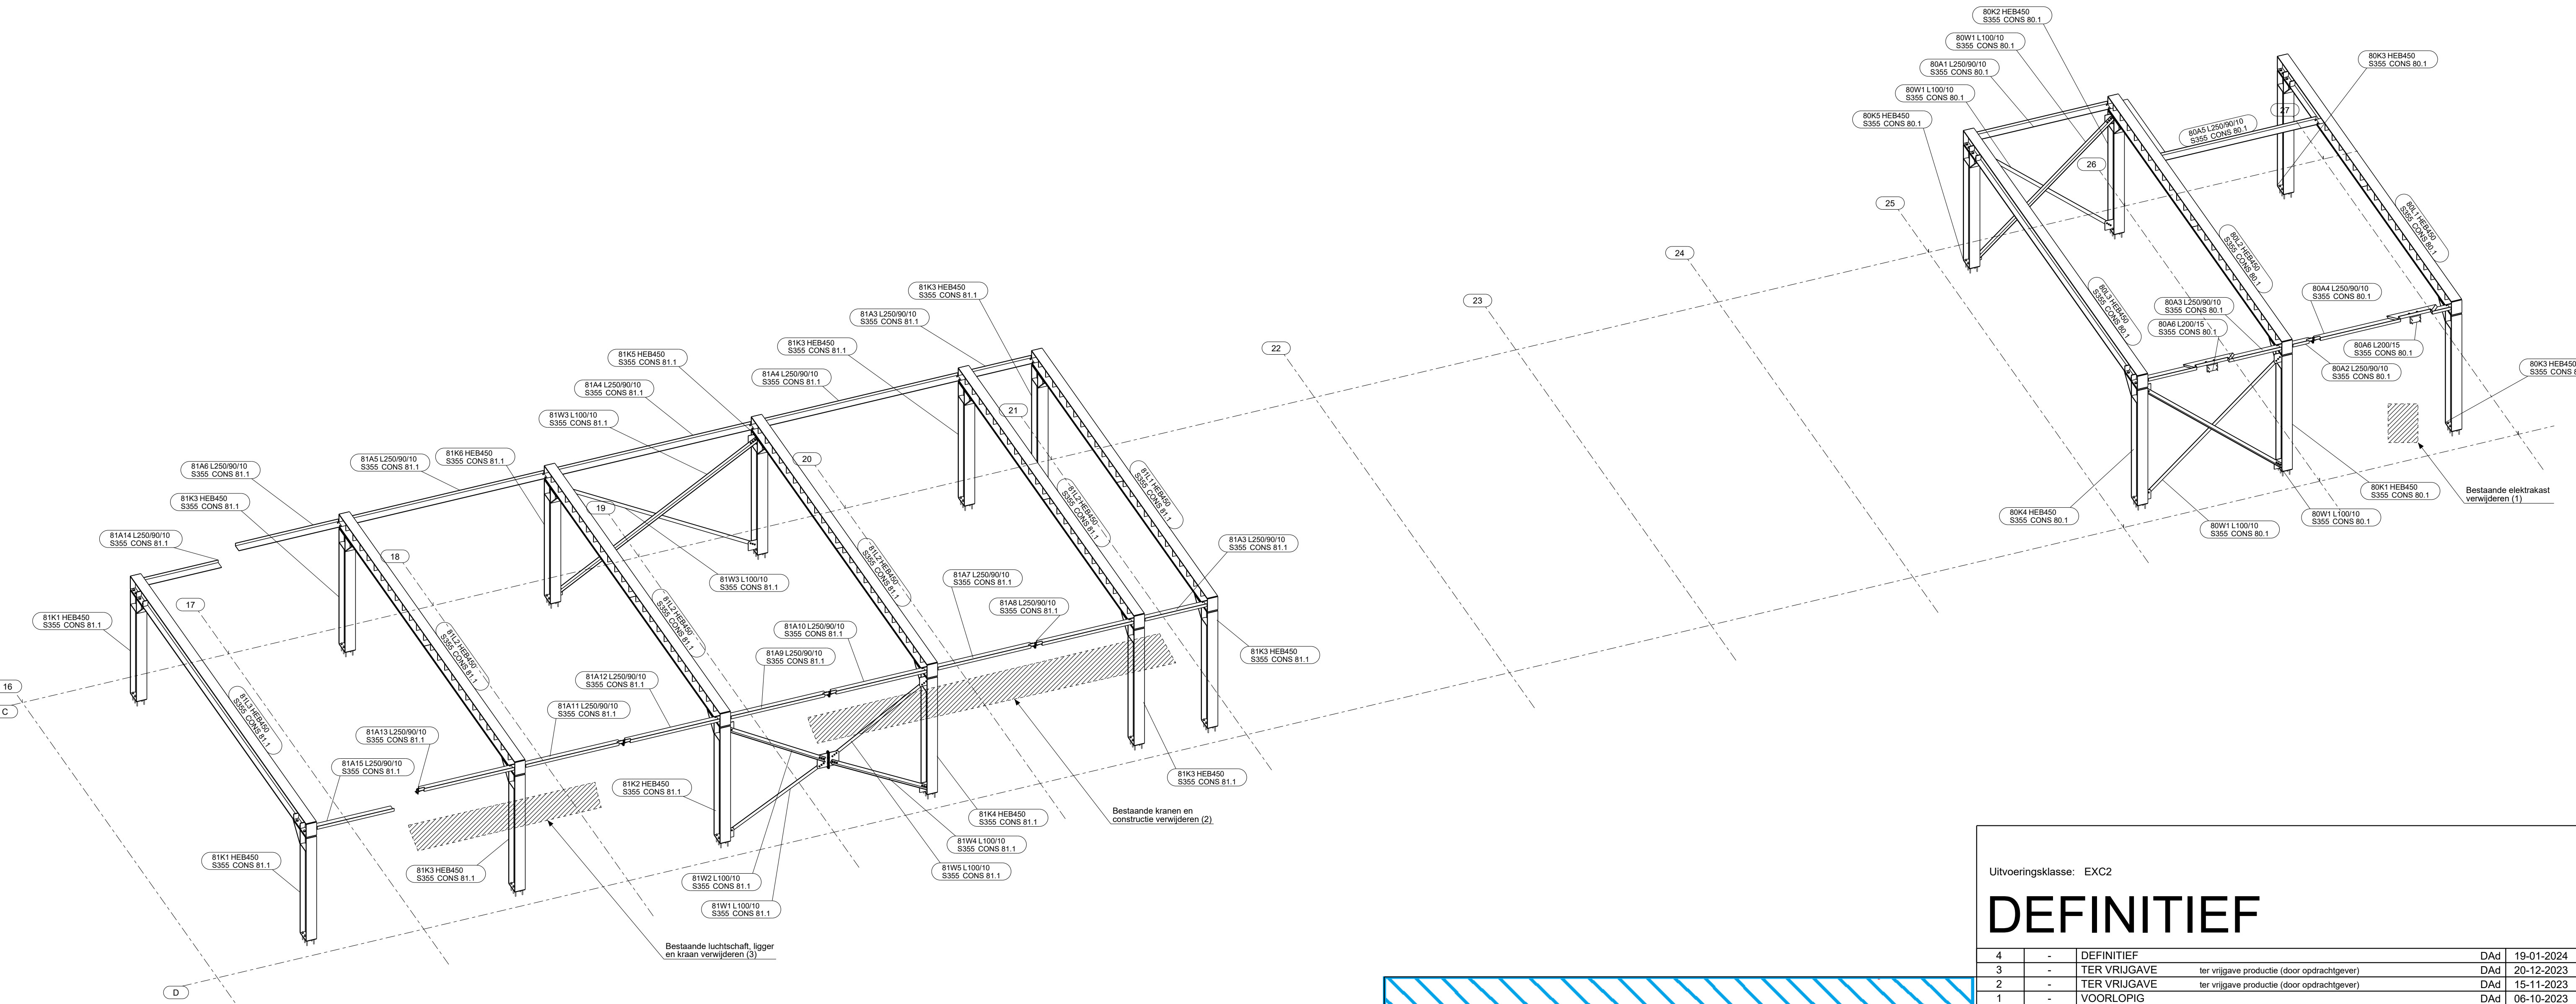 80K2 HEB450
S355 CONS 80.1
80W1 L100/10
S355 CONS 80.1
80A1 L250/90/10
S355 CONS 80.1
80W1 L100/10
S355 CONS 80.1
80K5 HEB450
S355 CONS 80.1
80K3 HEB450
S355 CONS 80.1
27
80A5 L250/90/10
S355 CONS 80.1
26
25
80L1 HEB450
S355 CONS 80.1
80L2 HEB450
S355 CONS 80.1
80L3 HEB450
S355 CONS 80.1
24
80A4 L250/90/10
S355 CONS 80.1
80A3 L250/90/10
S355 CONS 80.1
80A6 L200/15
S355 CONS 80.1
80A6 L200/15
S355 CONS 80.1
80A2 L250/90/10
S355 CONS 80.1
80K3 HEB450
S355 CONS
23
22
81K3 HEB450
S355 CONS 81.1
81A3 L250/90/10
S355 CONS 81.1
81K3 HEB450
S355 CONS 81.1
81K5 HEB450
S355 CONS 81.1
81A4 L250/90/10
S355 CONS 81.1
81A4 L250/90/10
S355 CONS 81.1
81W3 L100/10
S355 CONS 81.1
21
81K6 HEB450
S355 CONS 81.1
81A5 L250/90/10
S355 CONS 81.1
81A6 L250/90/10
S355 CONS 81.1
20
81K3 HEB450
S355 CONS 81.1
81L1 HEB450
S355 CONS 81.1
81L2 HEB450
S355 CONS 81.1
19
Bestaande elektrakast
verwijderen (1)
80K1 HEB450
S355 CONS 80.1
80K4 HEB450
S355 CONS 80.1
80W1 L100/10
S355 CONS 80.1
80W1 L100/10
S355 CONS 80.1
81A14 L250/90/10
S355 CONS 81.1
18
81L2 HEB450
S355 CONS 81.1
81A3 L250/90/10
S355 CONS 81.1
81W3 L100/10
S355 CONS 81.1
81A7 L250/90/10
S355 CONS 81.1
17
81L2 HEB450
S355 CONS 81.1
81A8 L250/90/10
S355 CONS 81.1
81K1 HEB450
S355 CONS 81.1
81A10 L250/90/10
S355 CONS 81.1
81L2 HEB450
S355 CONS 81.1
81A9 L250/90/10
S355 CONS 81.1
81K3 HEB450
S355 CONS 81.1
81A12 L250/90/10
S355 CONS 81.1
16
C
81L3 HEB450
S355 CONS 81.1
81A11 L250/90/10
S355 CONS 81.1
81A13 L250/90/10
S355 CONS 81.1
81A15 L250/90/10
S355 CONS 81.1
81K3 HEB450
S355 CONS 81.1
81K2 HEB450
S355 CONS 81.1
Bestaande kranen en
constructie verwijderen (2)
81K4 HEB450
S355 CONS 81.1
81W4 L100/10
S355 CONS 81.1
81K1 HEB450
S355 CONS 81.1
81K3 HEB450
S355 CONS 81.1
81W5 L100/10
S355 CONS 81.1
81W2 L100/10
S355 CONS 81.1
81W1 L100/10
S355 CONS 81.1
Bestaande luchtschaft, ligger
en kraan verwijderen (3)
D
Uitvoeringsklasse: EXC2
DEFINITIEF
4 - DEFINITIEF DAd 19-01-2024
3 - TER VRIJGAVE ter vrijgave productie (door opdrachtgever) DAd 20-12-2023
2 - TER VRIJGAVE ter vrijgave productie (door opdrachtgever) DAd 15-11-2023
1 - VOORLOPIG DAd 06-10-2023